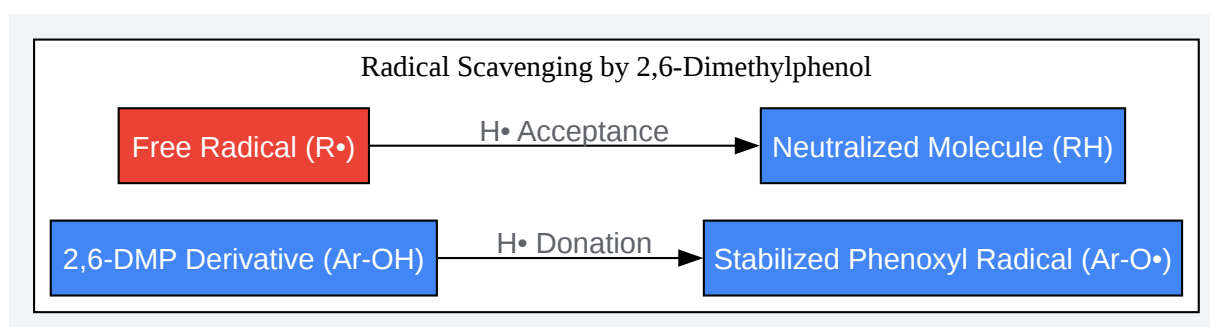 Radical Scavenging by 2,6-Dimethylphenol
Free Radical (R•)
H• Acceptance
Neutralized Molecule (RH)
2,6-DMP Derivative (Ar-OH)
H• Donation
Stabilized Phenoxyl Radical (Ar-O•)